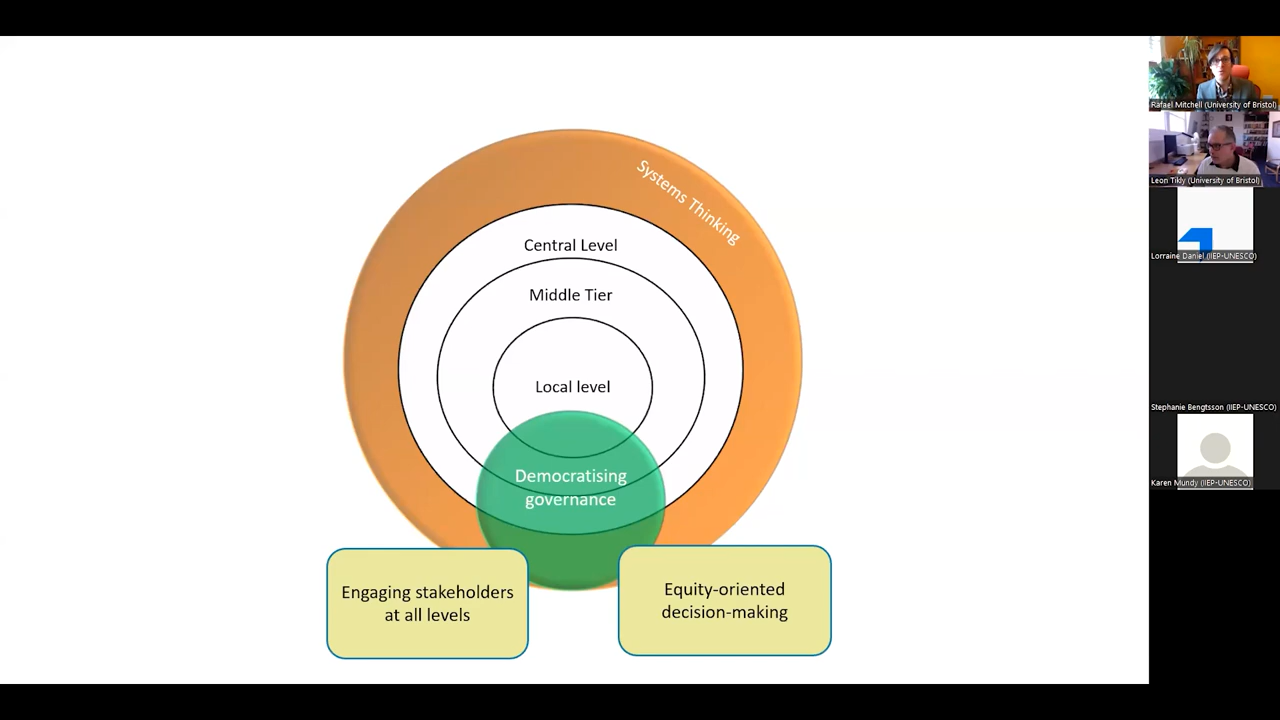 Systems Thinking
Central Level
Middle Tier
Local level
Democratising
governance
Engaging stakeholders
at all levels
Equity-oriented
decision-making
Rafael Mitchell (University of Bristol)
Leon Tikly (University of Bristol)
Lorraine Daniel (IIEP-UNESCO)
Stephanie Bengtsson (IIEP-UNESCO)
Karen Mundy (IIEP-UNESCO)